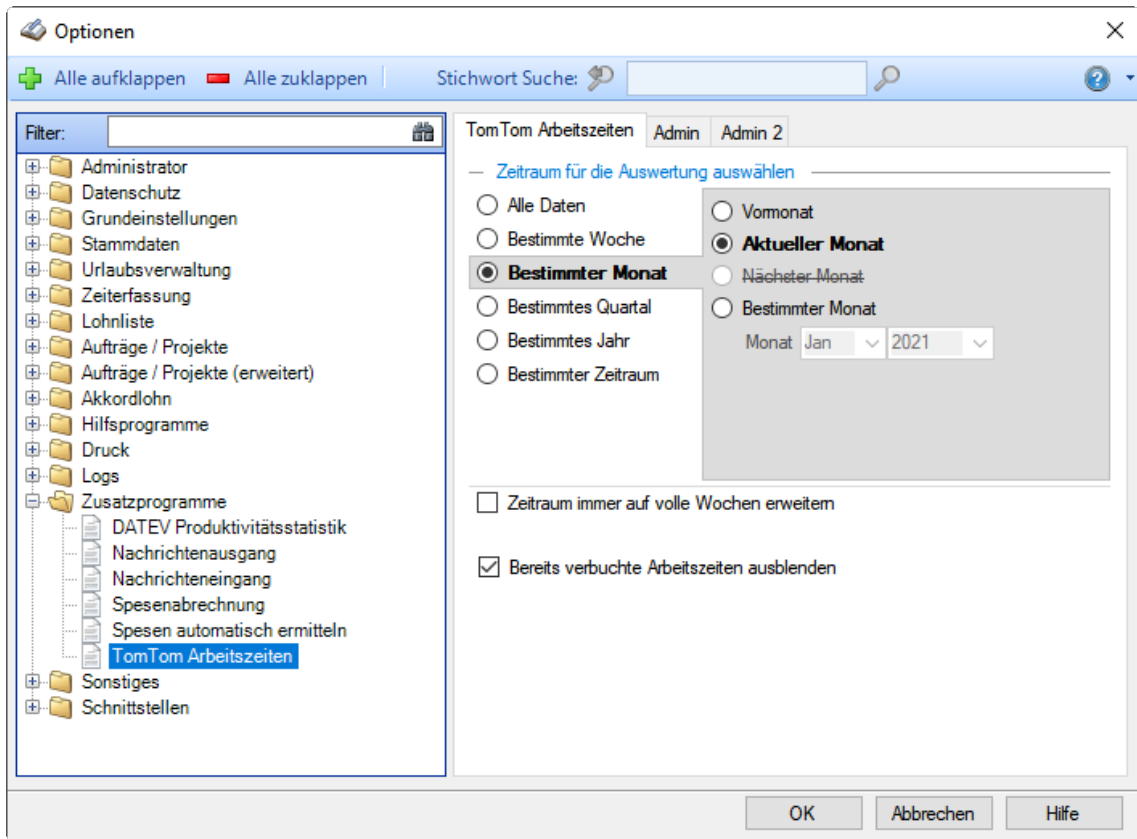 Optionen
Alle aufklappen Alle zuklappen Stichwort Suche:
Filter:
Administrator
Datenschutz
Grundeinstellungen
Stammdaten
Urlaubsverwaltung
Zeiterfassung
Lohnliste
Aufträge / Projekte
Aufträge / Projekte (erweitert)
Akkordlohn
Hilfsprogramme
Druck
Logs
Zusatzprogramme
DATEV Produktivitätsstatistik
Nachrichtenausgang
Nachrichteneingang
Spesenabrechnung
Spesen automatisch ermitteln
TomTom Arbeitszeiten
Sonstiges
Schnittstellen
TomTom Arbeitszeiten Admin Admin 2
Zeitraum für die Auswertung auswählen
Alle Daten
Bestimmte Woche
Bestimmter Monat
Bestimmtes Quartal
Bestimmtes Jahr
Bestimmter Zeitraum
Vormonat
Aktueller Monat
Nächster Monat
Bestimmter Monat
Monat Jan 2021
Zeitraum immer auf volle Wochen erweitern
Bereits verbuchte Arbeitszeiten ausblenden
OK Abbrechen Hilfe